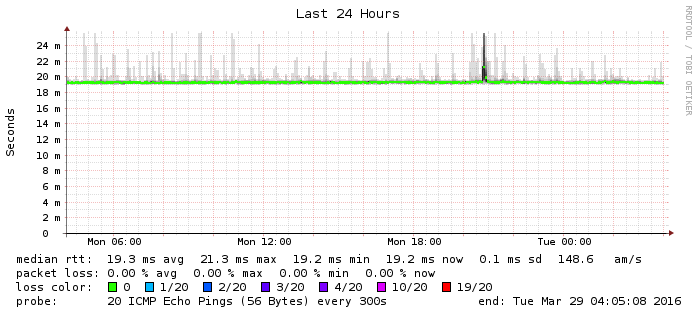 Last 24 Hours
RRDTOOL / TOBI OETIKER
Seconds
24 m
22 m
20 m
18 m
16 m
14 m
12 m
10 m
8 m
6 m
4 m
2 m
0
Mon 06:00 Mon 12:00 Mon 18:00 Tue 00:00
median rtt: 19.3 ms avg 21.3 ms max 19.2 ms min 19.2 ms now 0.1 ms sd 148.6 am/s
packet loss: 0.00 % avg 0.00 % max 0.00 % min 0.00 % now
loss color: 0 1/20 2/20 3/20 4/20 10/20 19/20
probe: 20 ICMP Echo Pings (56 Bytes) every 300s end: Tue Mar 29 04:05:08 2016